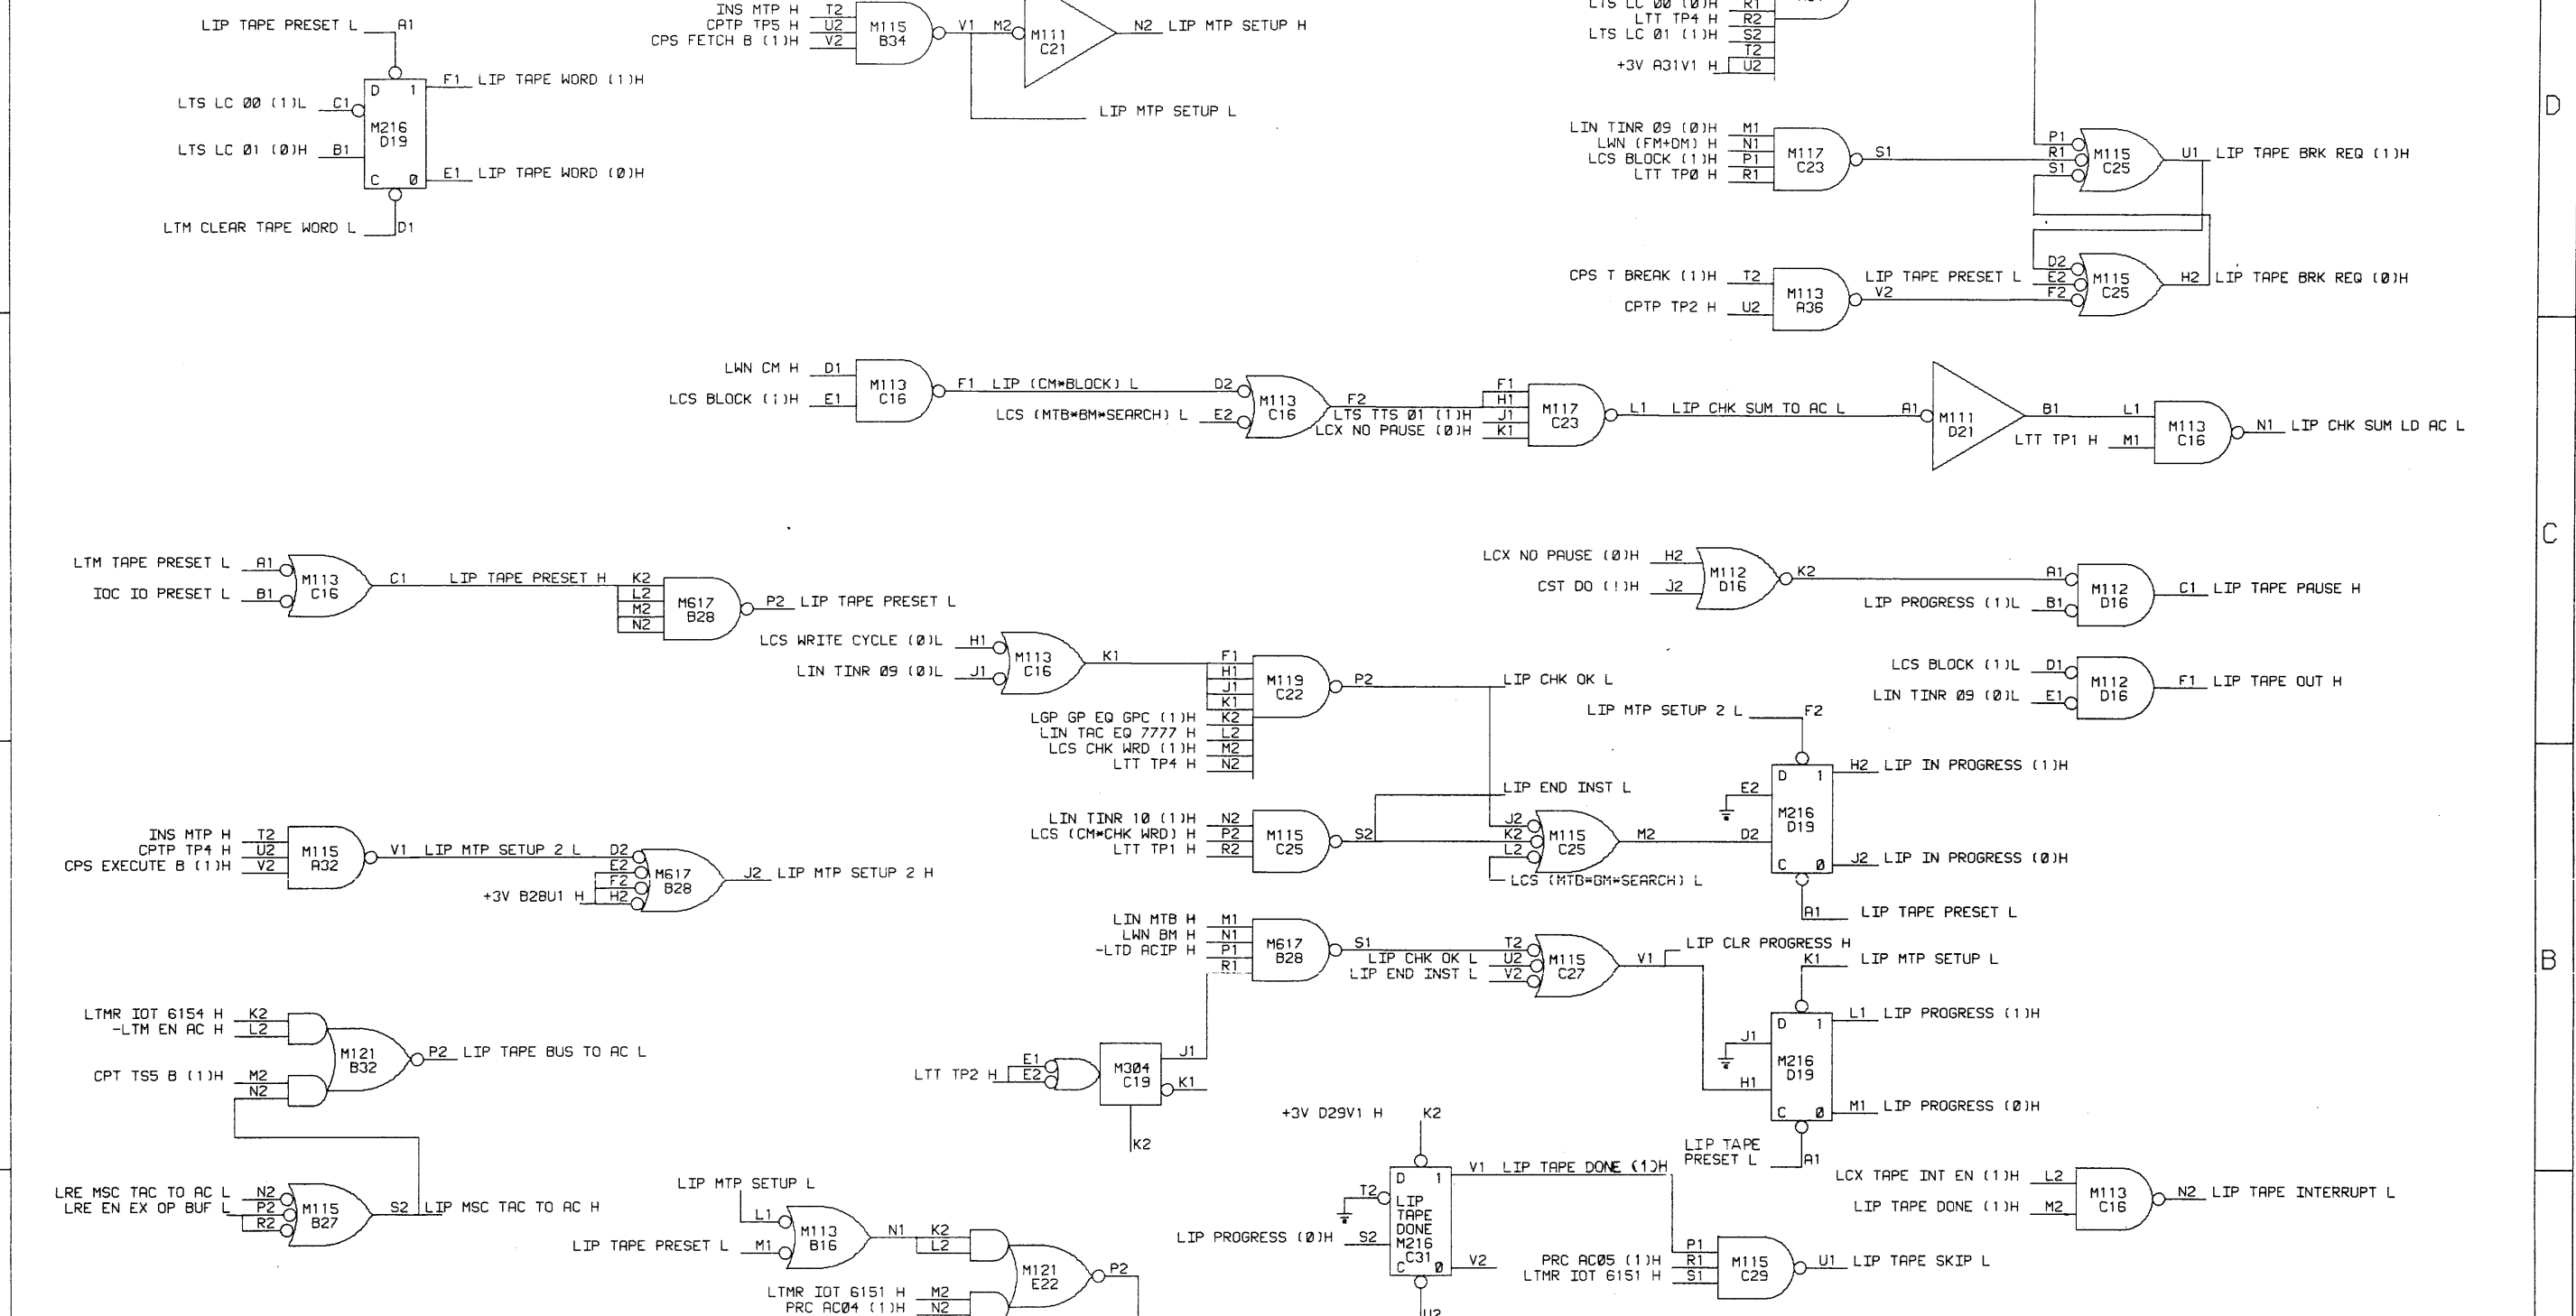 LIP TAPE PRESET L A1
D 1
F1 LIP TAPE WORD (1)H
LTS LC 00 (1)L C1
M216
D19
LTS LC 01 (0)H B1
C 0
E1 LIP TAPE WORD (0)H
LTM CLEAR TAPE WORD L D1
INS MTP H T2
CPTP TP5 H U2
CPS FETCH B (1)H V2
M115
B34
V1
M2
M111
C21
N2 LIP MTP SETUP H
LIP MTP SETUP L
LTS LC 00 (0)H R1
LTT TP4 H R2
LTS LC 01 (1)H S2
T2
+3V A31V1 H U2
LIN TINR 09 (0)H M1
LWN (FM+DM) H N1
LCS BLOCK (1)H P1
LTT TP0 H R1
M117
C23
S1
P1
R1
S1
M115
C25
U1 LIP TAPE BRK REQ (1)H
D
CPS T BREAK (1)H T2
CPTP TP2 H U2
M113
A36
V2
LIP TAPE PRESET L
D2
E2
F2
M115
C25
H2 LIP TAPE BRK REQ (0)H
LWN CM H D1
LCS BLOCK (1)H E1
M113
C16
F1 LIP (CM*BLOCK) L D2
LCS (MTB*BM*SEARCH) L E2
M113
C16
F2
F1
H1
LTS TTS 01 (1)H J1
LCX NO PAUSE (0)H K1
M117
C23
L1 LIP CHK SUM TO AC L A1
M111
D21
B1 L1
LTT TP1 H M1
M113
C16
N1 LIP CHK SUM LD AC L
LTM TAPE PRESET L A1
IOC IO PRESET L B1
M113
C16
C1 LIP TAPE PRESET H
K2
L2
M2
N2
M617
B28
P2 LIP TAPE PRESET L
LCX NO PAUSE (0)H H2
CST DO (!)H J2
M112
D16
K2
A1
LIP PROGRESS (1)L B1
M112
D16
C1 LIP TAPE PAUSE H
C
LCS WRITE CYCLE (0)L H1
LIN TINR 09 (0)L J1
M113
C16
K1
F1
H1
J1
K1
LGP GP EQ GPC (1)H K2
LIN TAC EQ 7777 H L2
LCS CHK WRD (1)H M2
LTT TP4 H N2
M119
C22
P2
LIP CHK OK L
LCS BLOCK (1)L D1
LIN TINR 09 (0)L E1
M112
D16
F1 LIP TAPE OUT H
LIP MTP SETUP 2 L F2
D 1
H2 LIP IN PROGRESS (1)H
E2
M216
D19
C 0
J2 LIP IN PROGRESS (0)H
A1 LIP TAPE PRESET L
INS MTP H T2
CPTP TP4 H U2
CPS EXECUTE B (1)H V2
M115
A32
V1 LIP MTP SETUP 2 L D2
E2
F2
+3V B28U1 H H2
M617
B28
J2 LIP MTP SETUP 2 H
LIP END INST L
LIN TINR 10 (1)H N2
LCS (CM*CHK WRD) H P2
LTT TP1 H R2
M115
C25
S2
J2
K2
L2
M115
C25
M2 D2
LCS (MTB*BM*SEARCH) L
LIN MTB H M1
LWN BM H N1
-LTD ACIP H P1
R1
M617
B28
S1 T2
LIP CHK OK L U2
LIP END INST L V2
M115
C27
V1
LIP CLR PROGRESS H
K1 LIP MTP SETUP L
D 1
L1 LIP PROGRESS (1)H
J1
M216
D19
H1
C 0
M1 LIP PROGRESS (0)H
LIP TAPE
PRESET L A1
B
LTMR IOT 6154 H K2
-LTM EN AC H L2
M121
B32
P2 LIP TAPE BUS TO AC L
CPT TS5 B (1)H M2
N2
LTT TP2 H
E1
E2
M304
C19
J1
K1
K2
+3V D29V1 H K2
LRE MSC TAC TO AC L N2
LRE EN EX OP BUF L P2
R2
M115
B27
S2 LIP MSC TAC TO AC H
LIP MTP SETUP L
L1
LIP TAPE PRESET L M1
M113
B16
N1
K2
L2
M121
E22
P2
LTMR IOT 6151 H M2
PRC AC04 (1)H N2
D 1
T2
LIP
TAPE
DONE
M216
C31
LIP PROGRESS (0)H S2
C 0
V1 LIP TAPE DONE (1)H
V2
U2
P1
PRC AC05 (1)H R1
LTMR IOT 6151 H S1
M115
C29
U1 LIP TAPE SKIP L
LCX TAPE INT EN (1)H L2
LIP TAPE DONE (1)H M2
M113
C16
N2 LIP TAPE INTERRUPT L